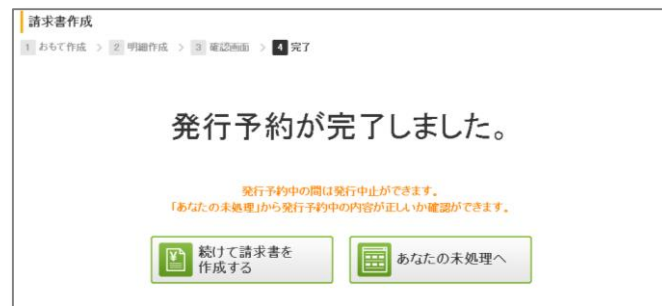 請求書作成
1 おもて作成 > 2 明細作成 > 3 確認画面 > 4 完了
発行予約が完了しました。
発行予約中の間は発行中止ができます。
「あなたの未処理」から発行予約中の内容が正しいか確認ができます。
続けて請求書を
作成する
あなたの未処理へ